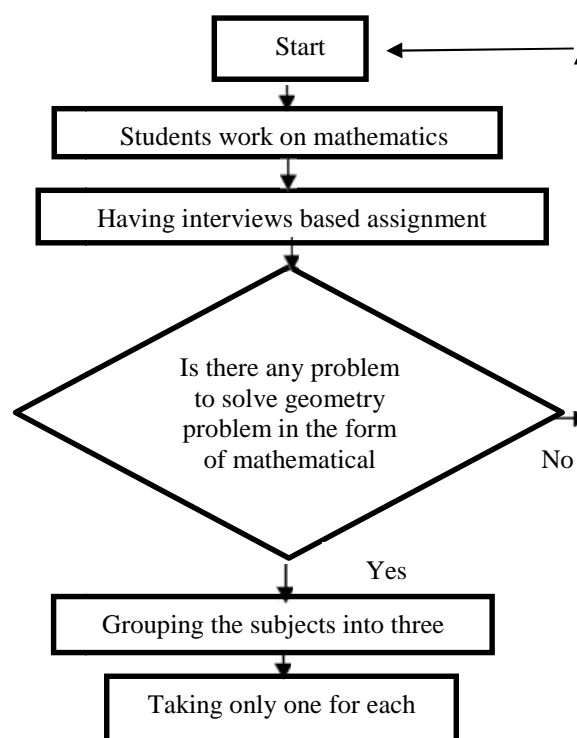 Start
Students work on mathematics
Having interviews based assignment
Is there any problem
to solve geometry
problem in the form
of mathematical
No
Yes
Grouping the subjects into three
Taking only one for each